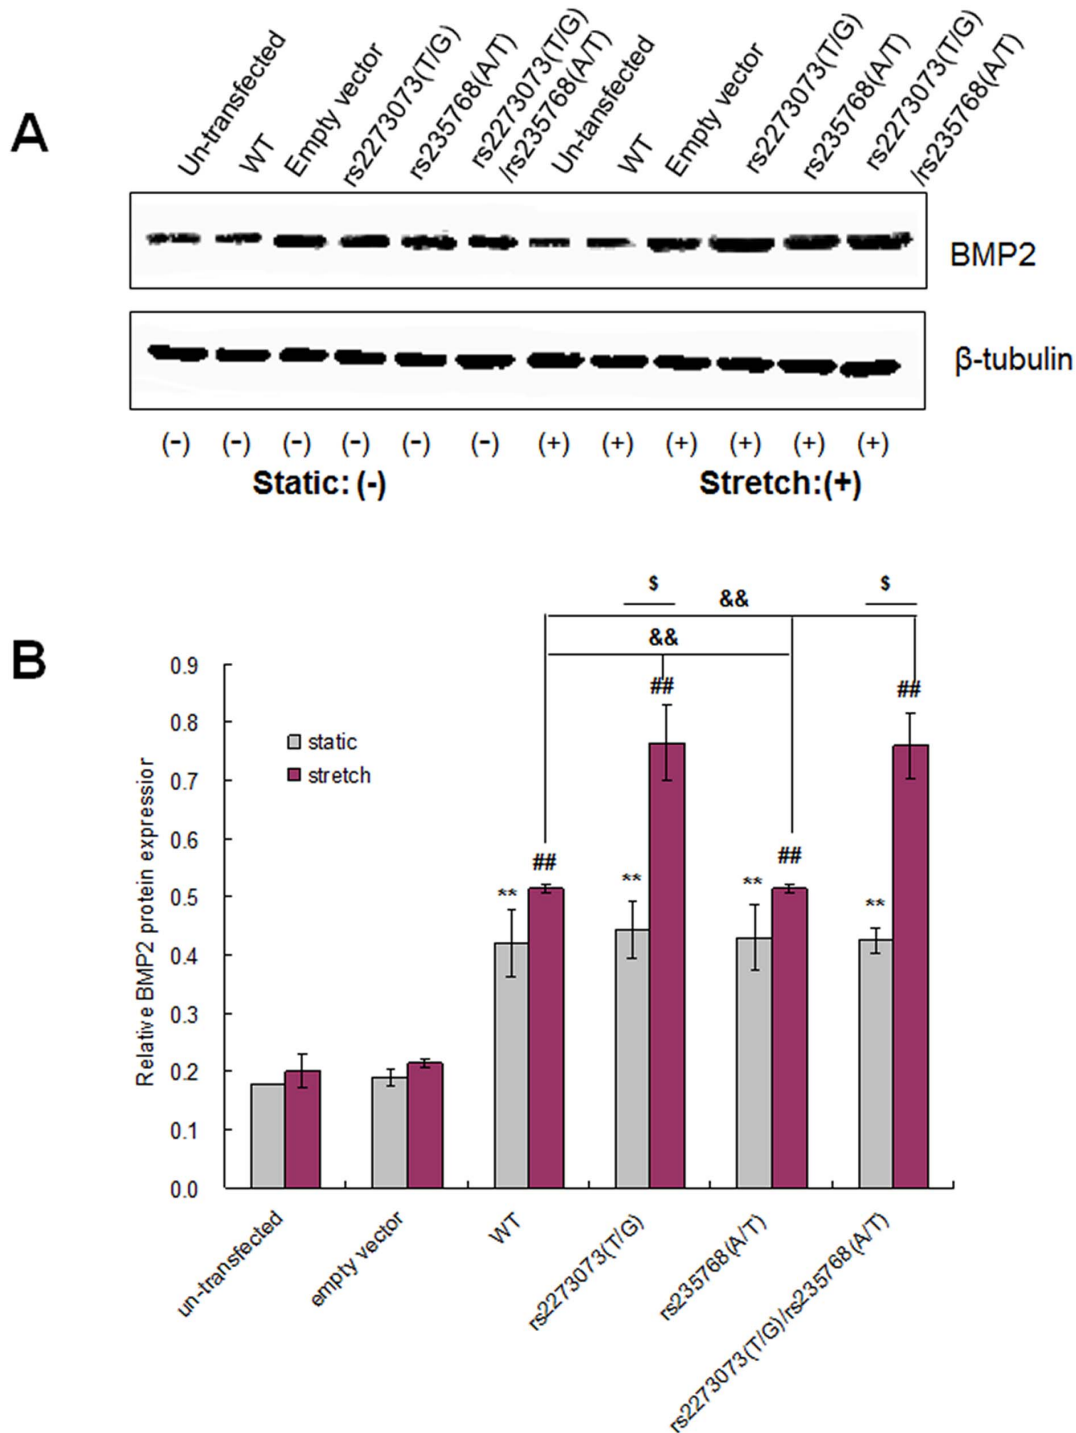 A
Un-transfected
WT
Empty vector
rs2273073(T/G)
rs235768(A/T)
rs2273073(T/G)
/rs235768(A/T)
Un-tansfected
WT
Empty vector
rs2273073(T/G)
rs235768(A/T)
rs2273073(T/G)
/rs235768(A/T)
BMP2
β-tubulin
(-) (-) (-) (-) (-) (-) (+) (+) (+) (+) (+) (+)
Static: (-) Stretch:(+)
B
$ $
&&
&&
## ##
## ##
** ** ** **
static
stretch
Relative BMP2 protein expressior
0.9
0.8
0.7
0.6
0.5
0.4
0.3
0.2
0.1
0.0
un-transfected
empty vector
WT
rs2273073(T/G)
rs235768(A/T)
rs2273073(T/G)/rs235768(A/T)